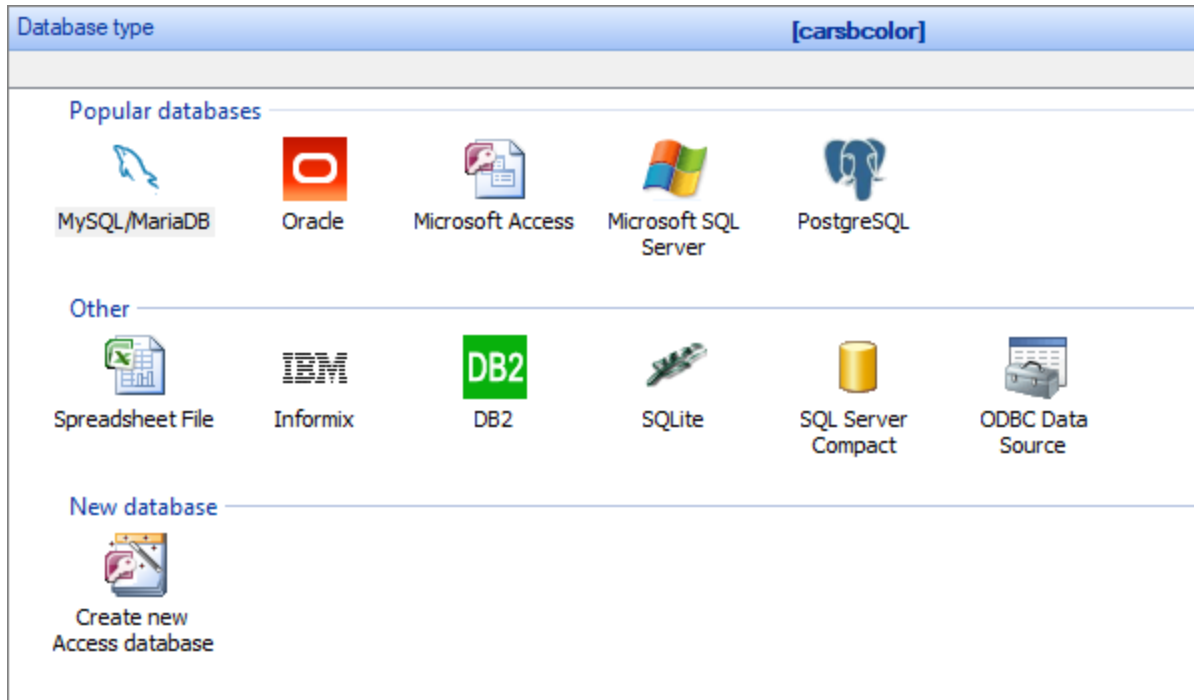 Database type [carsbcolor]
Popular databases
MySQL/MariaDB Oracle Microsoft Access Microsoft SQL PostgreSQL
Server
Other
IBM DB2
Spreadsheet File Informix DB2 SQLite SQL Server ODBC Data
Compact Source
New database
Create new
Access database